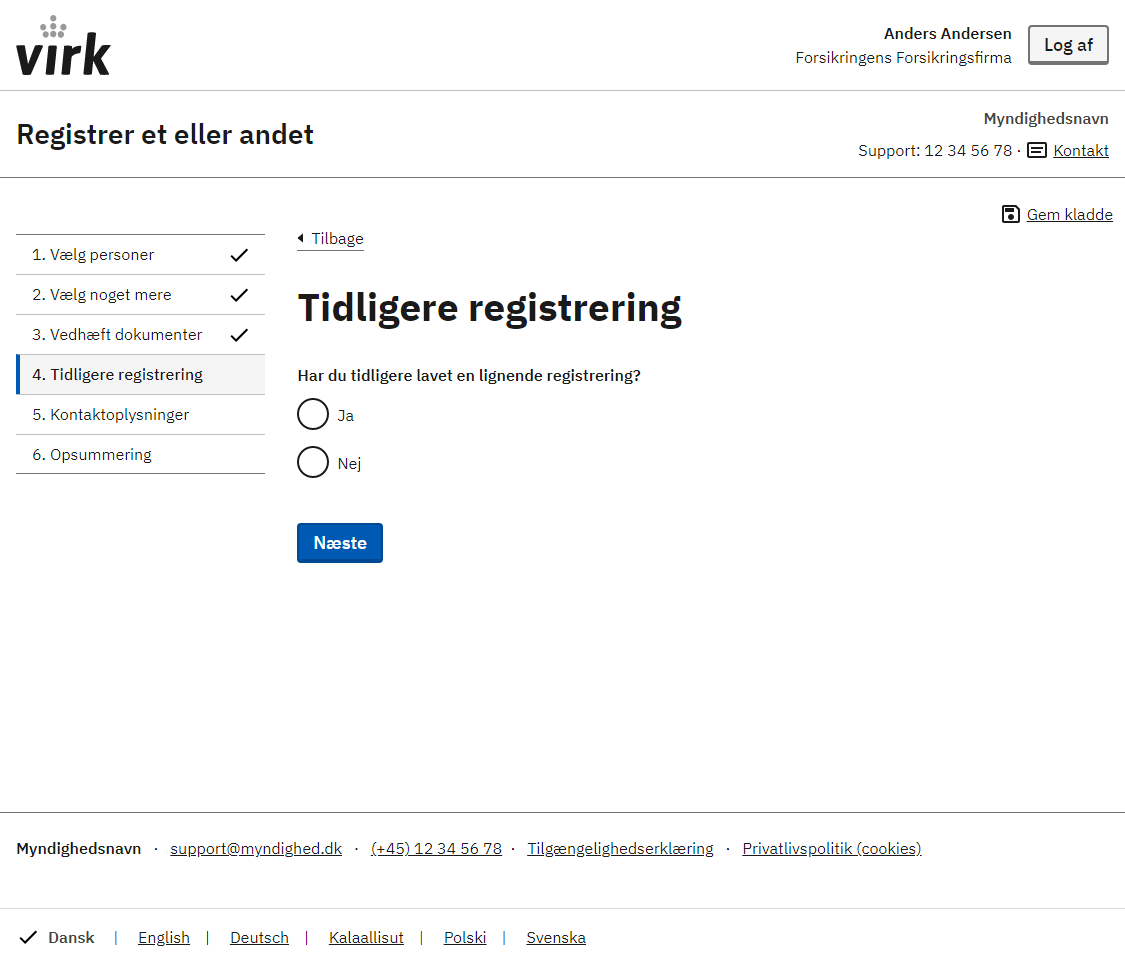 virk
Anders Andersen
Forsikringens Forsikringsfirma
Log af
Registrer et eller andet
Myndighedsnavn
Support: 12 34 56 78 · Kontakt
Gem kladde
1. Vælg personer
2. Vælg noget mere
3. Vedhæft dokumenter
4. Tidligere registrering
5. Kontaktoplysninger
6. Opsummering
Tilbage
Tidligere registrering
Har du tidligere lavet en lignende registrering?
Ja
Nej
Næste
Myndighedsnavn · support@myndighed.dk · (+45) 12 34 56 78 · Tilgængelighedserklæring · Privatlivspolitik (cookies)
Dansk | English | Deutsch | Kalaallisut | Polski | Svenska